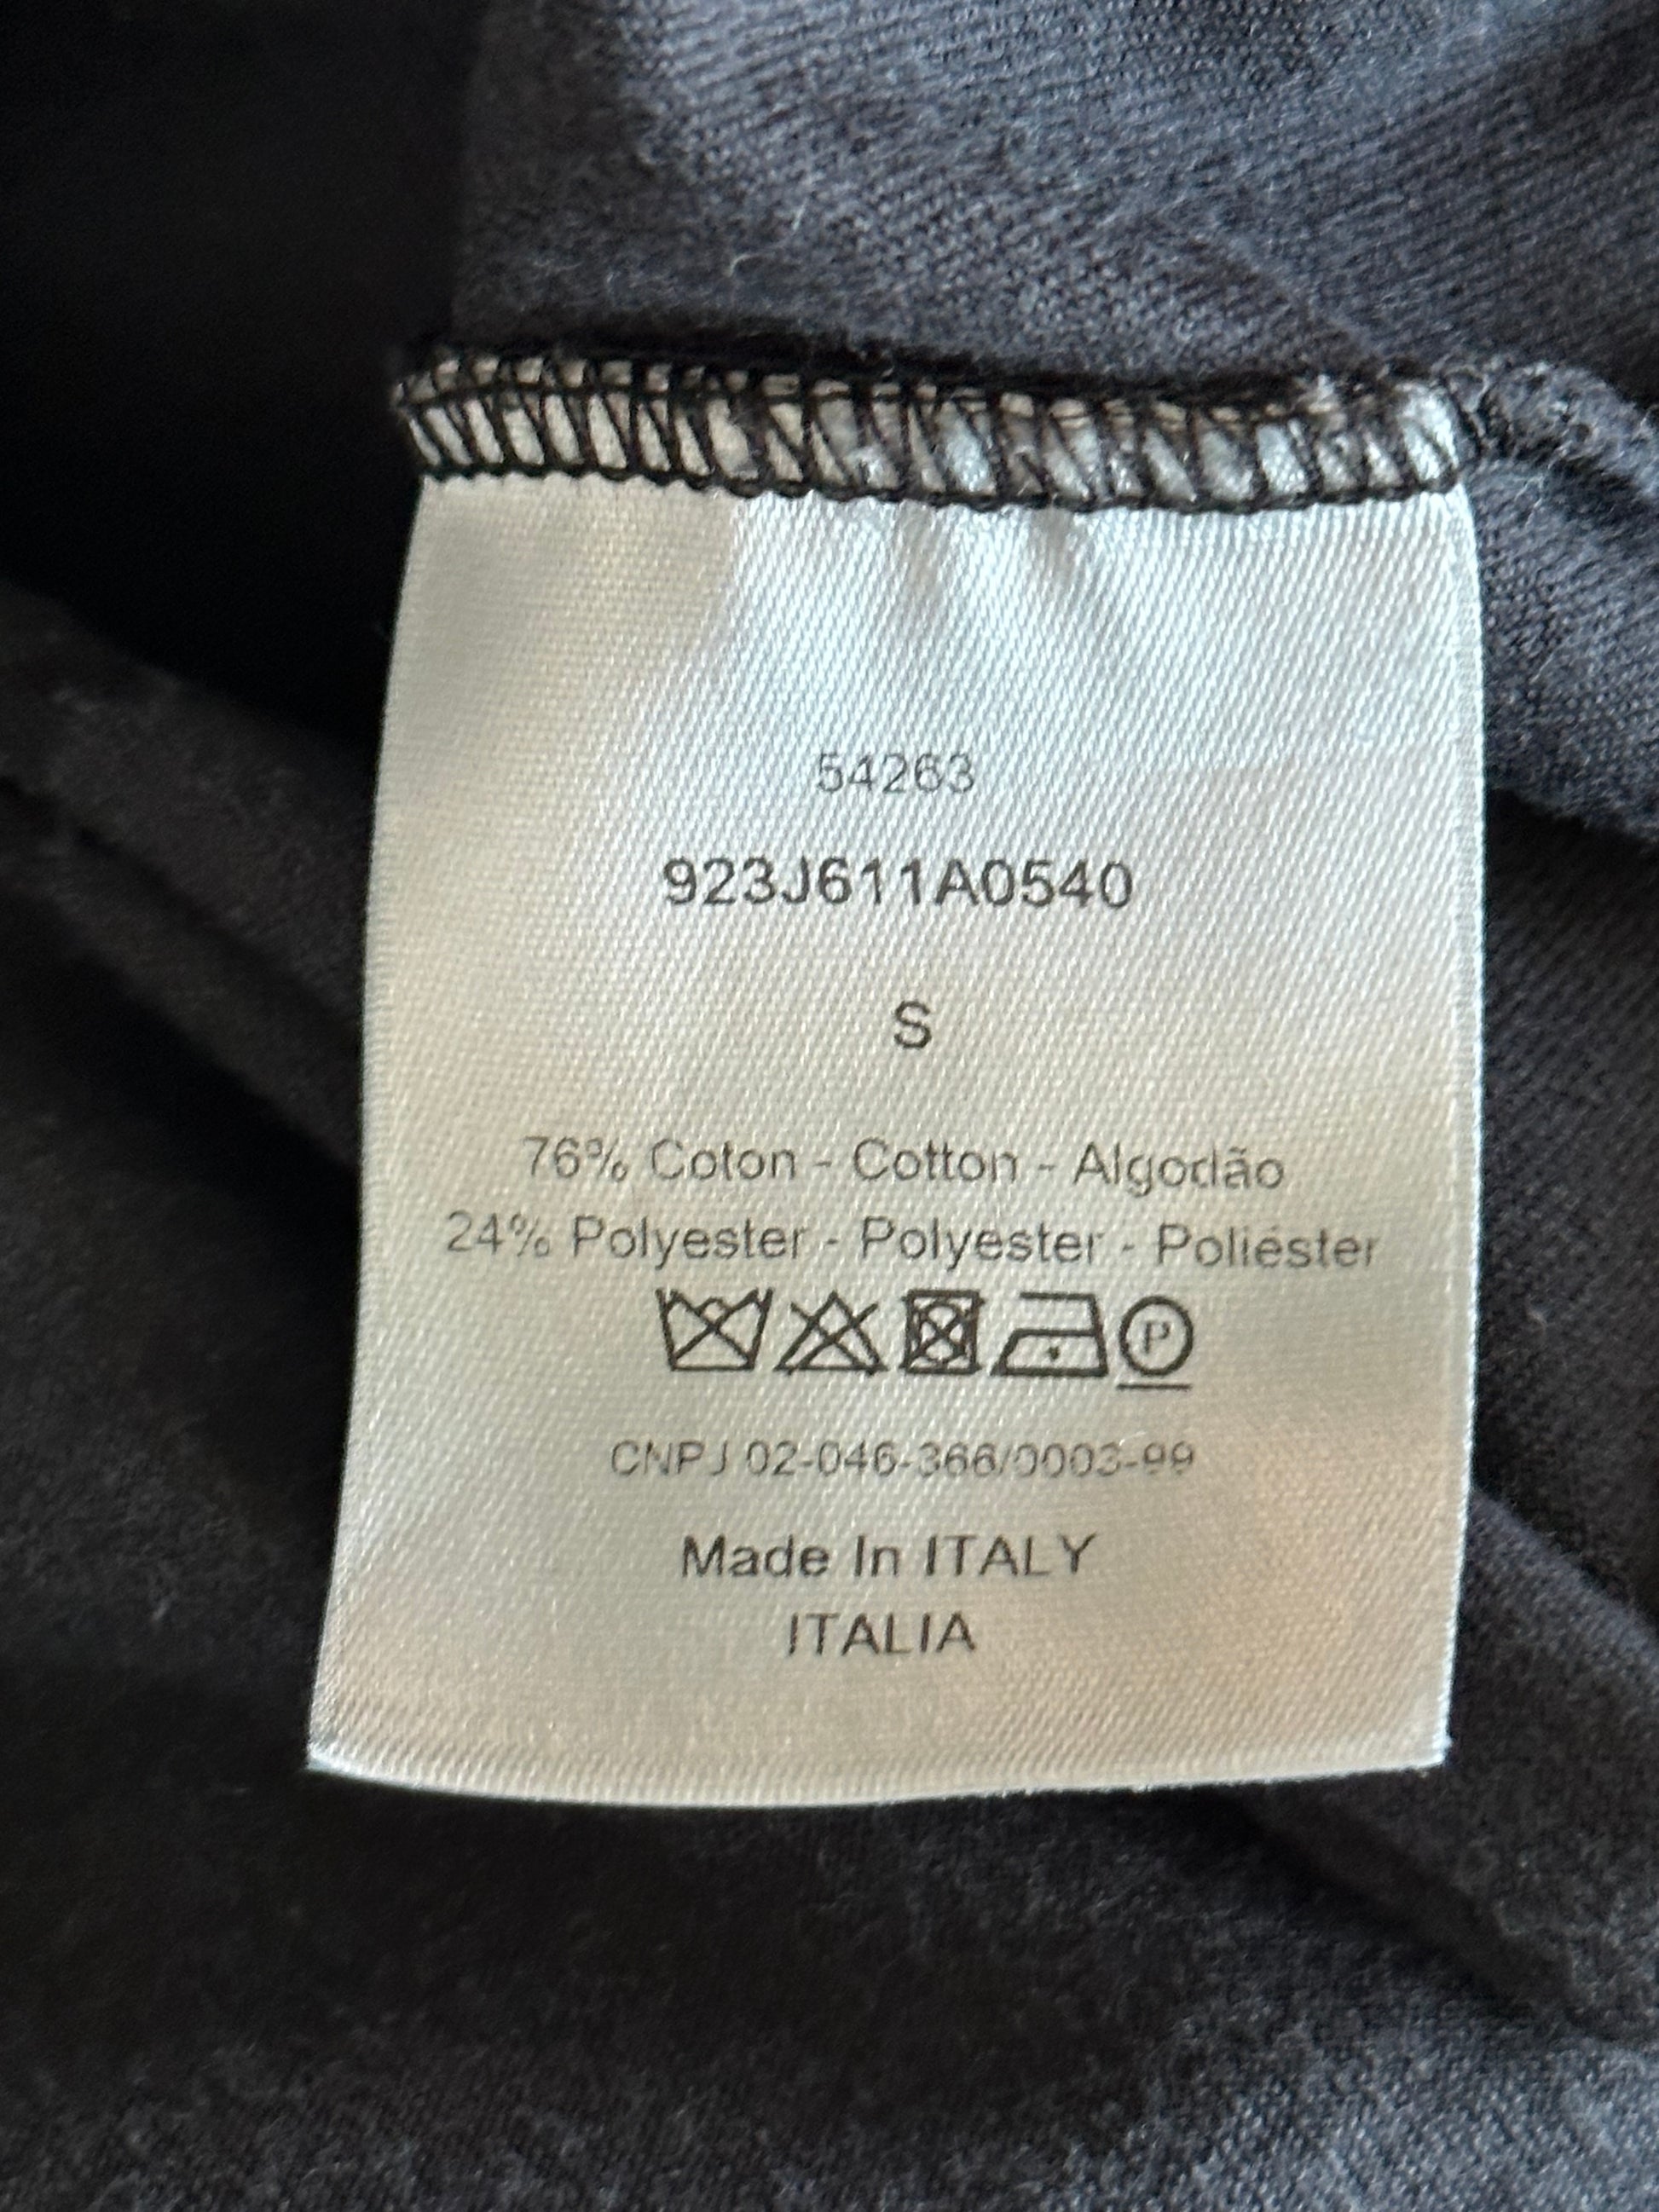 54263
923J611A0540
S
76% Coton - Cotton - Algodão
24% Polyester - Polyester - Poliéster
P
CNPJ 02-046-366/0003-99
Made In ITALY
ITALIA